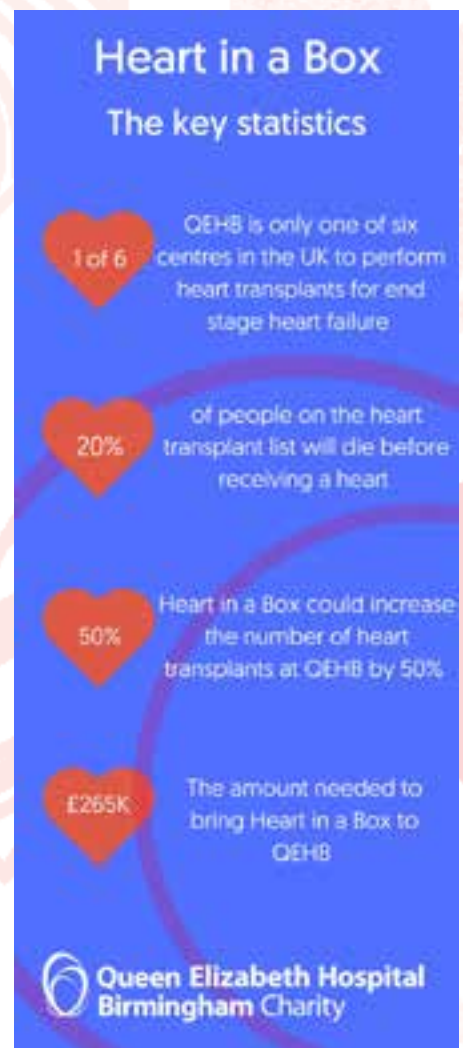 Heart in a Box
The key statistics
1 of 6
QEHB is only one of six
centres in the UK to perform
heart transplants for end
stage heart failure
20%
of people on the heart
transplant list will die before
receiving a heart
50%
Heart in a Box could increase
the number of heart
transplants at QEHB by 50%
£265K
The amount needed to
bring Heart in a Box to
QEHB
Queen Elizabeth Hospital
Birmingham Charity